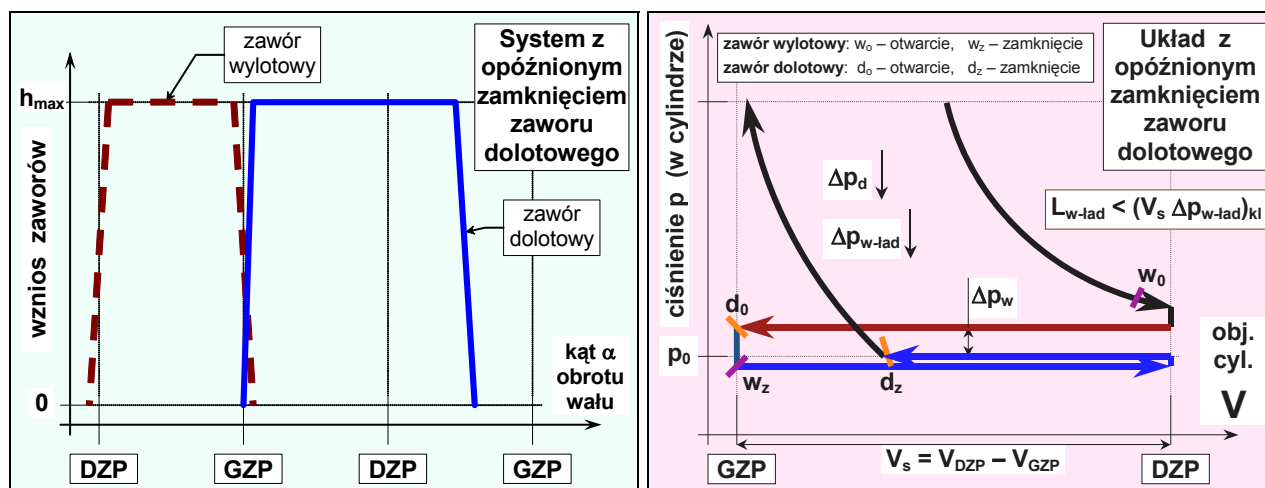 zawór
wylotowy
System z
opóźnionym
zamknięciem
zaworu
dolotowego
hmax
wznios zaworów
zawór
dolotowy
0
kąt α
obrotu
wału
DZP
GZP
DZP
GZP
ciśnienie p (w cylindrze)
zawór wylotowy: wo – otwarcie, wz – zamknięcie
zawór dolotowy: do – otwarcie, dz – zamknięcie
Układ z
opóźnionym
zamknięciem
zaworu
dolotowego
Δpd
Δpw-ład
Lw-ład < (Vs Δpw-ład)kl
w0
Δpw
d0
p0
wz
dz
obj.
cyl.
V
GZP
Vs = VDZP – VGZP
DZP